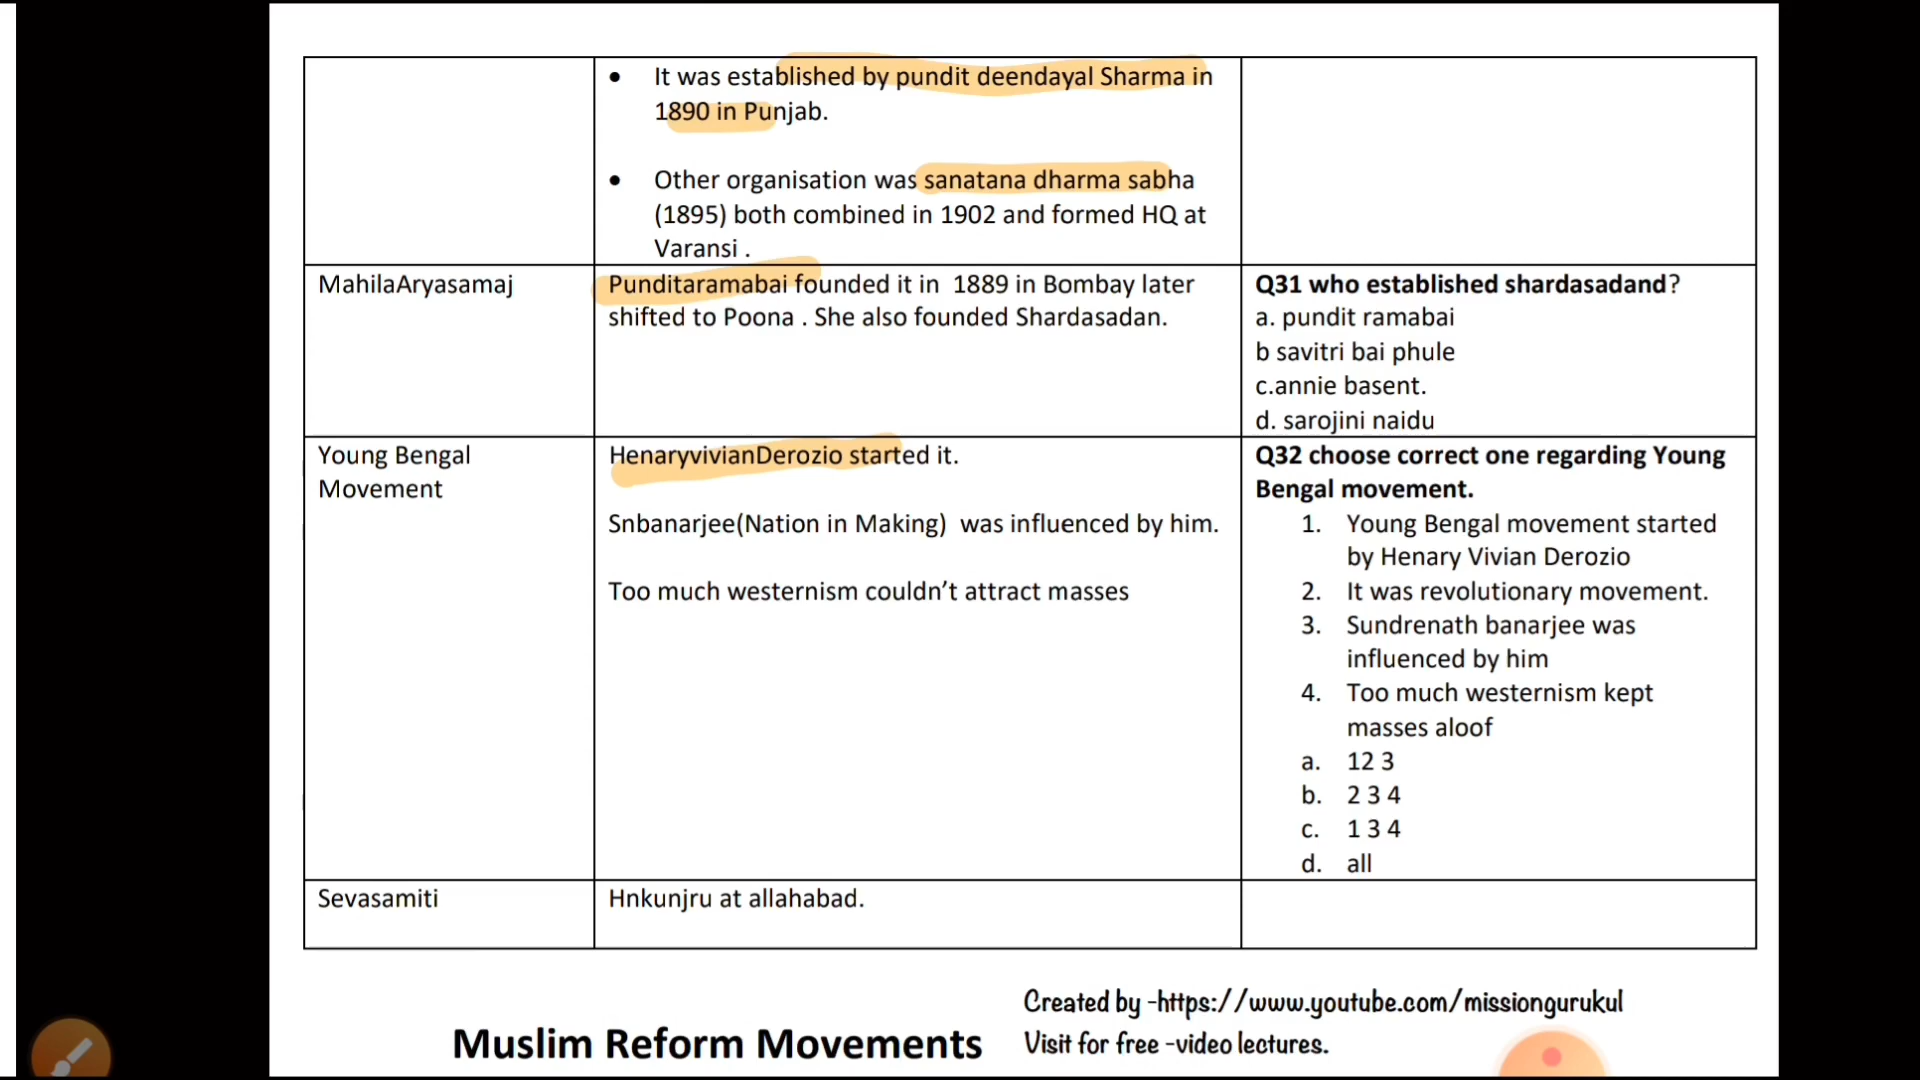 • It was established by pundit deendayal Sharma in
1890 in Punjab.
• Other organisation was sanatana dharma sabha
(1895) both combined in 1902 and formed HQ at
Varansi .
MahilaAryasamaj
Punditaramabai founded it in 1889 in Bombay later
shifted to Poona . She also founded Shardasadan.
Q31 who established shardasadand?
a. pundit ramabai
b savitri bai phule
c.annie basent.
d. sarojini naidu
Young Bengal
Movement
HenaryvivianDerozio started it.
Snbanarjee(Nation in Making) was influenced by him.
Too much westernism couldn’t attract masses
Q32 choose correct one regarding Young
Bengal movement.
1. Young Bengal movement started
by Henary Vivian Derozio
2. It was revolutionary movement.
3. Sundrenath banarjee was
influenced by him
4. Too much westernism kept
masses aloof
a. 12 3
b. 2 3 4
c. 1 3 4
d. all
Sevasamiti
Hnkunjru at allahabad.
Created by -https://www.youtube.com/missiongurukul
Muslim Reform Movements
Visit for free -video lectures.